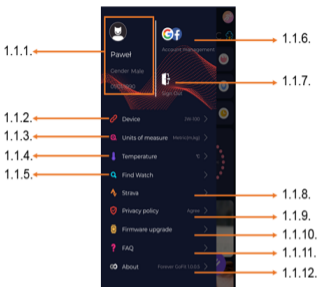 1.1.1.
Paweł
Gender Male
1.1.6.
Account management
1.1.7.
Sign Out
1.1.2. Device
1.1.3. Units of measure
1.1.4. Temperature °C
1.1.5. Find Watch
Strava 1.1.8.
Privacy policy Agree 1.1.9.
Firmware upgrade 1.1.10.
FAQ 1.1.11.
About 1.1.12.